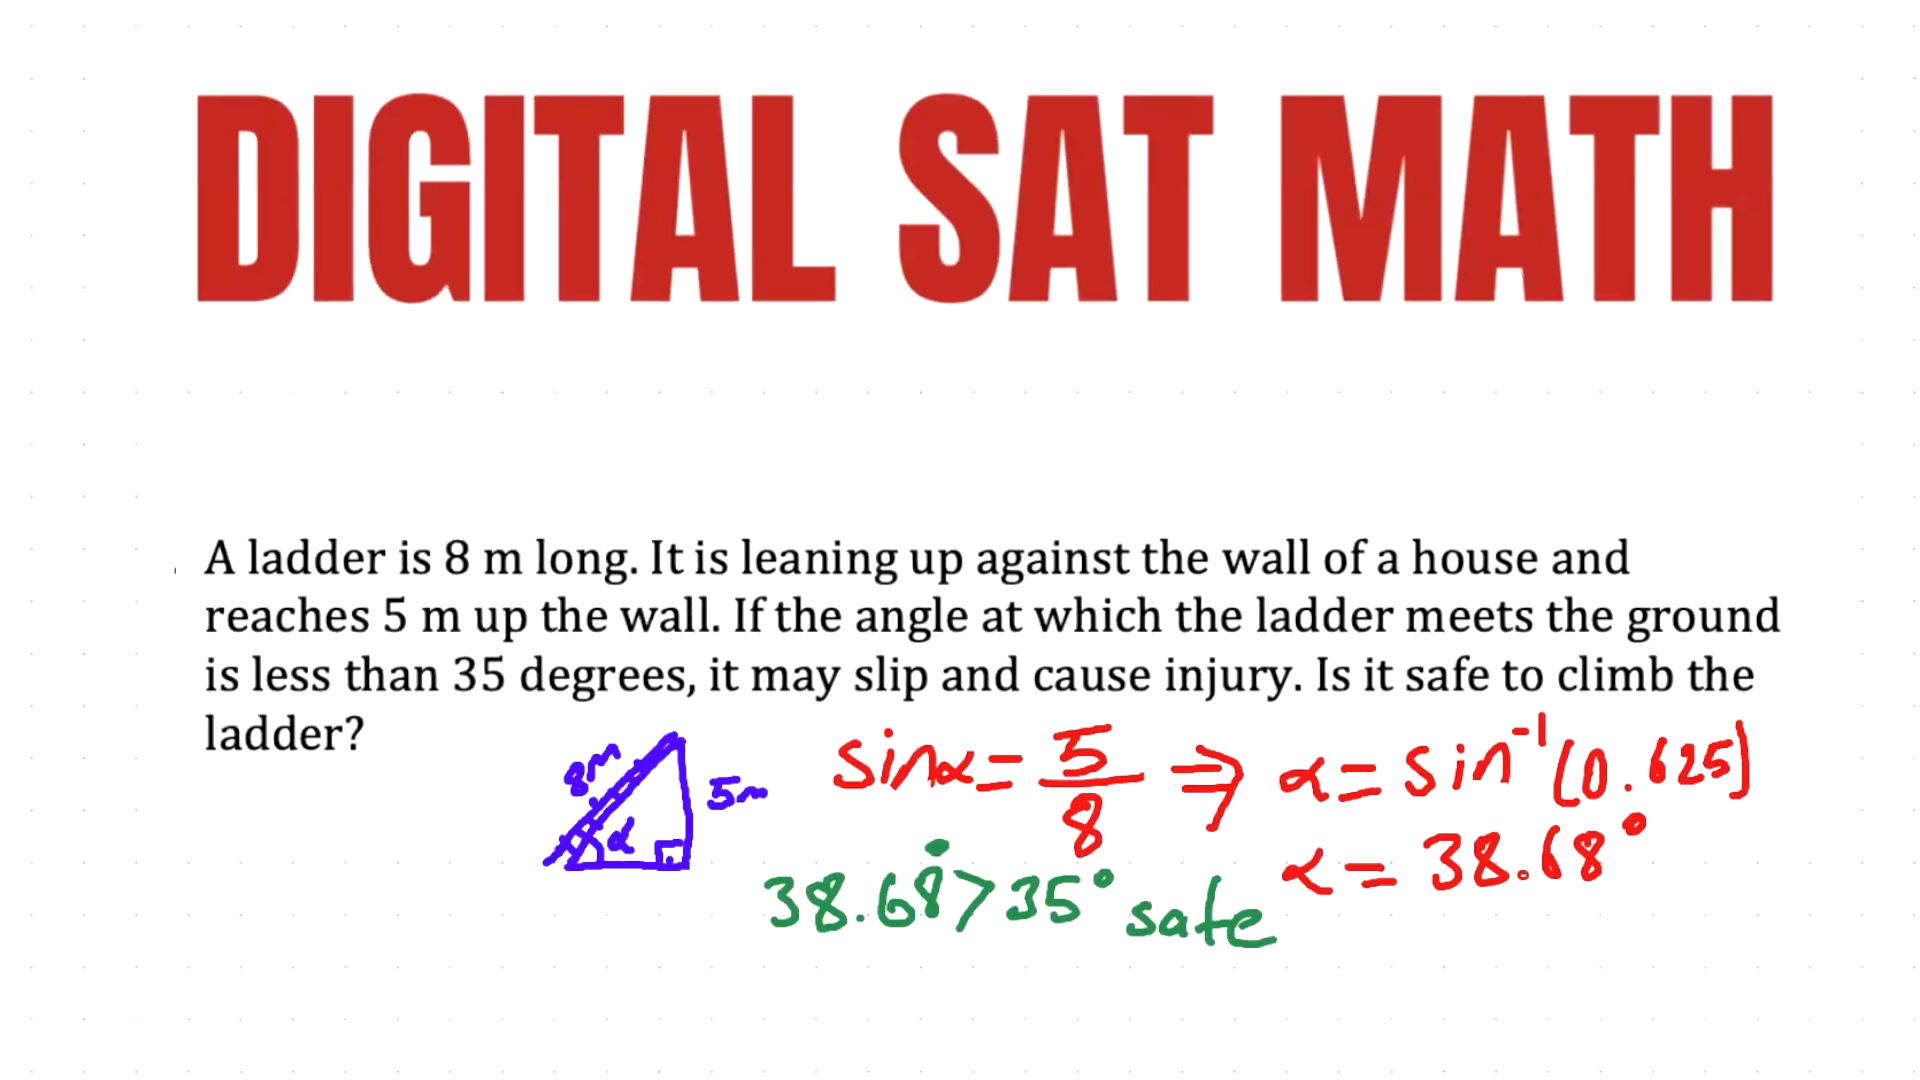 DIGITAL SAT MATH
A ladder is 8 m long. It is leaning up against the wall of a house and
reaches 5 m up the wall. If the angle at which the ladder meets the ground
is less than 35 degrees, it may slip and cause injury. Is it safe to climb the
ladder?
8m
5m
α
sinα = 5/8 ⇒ α = sin⁻¹(0.625)
α = 38.68°
38.68° > 35° safe